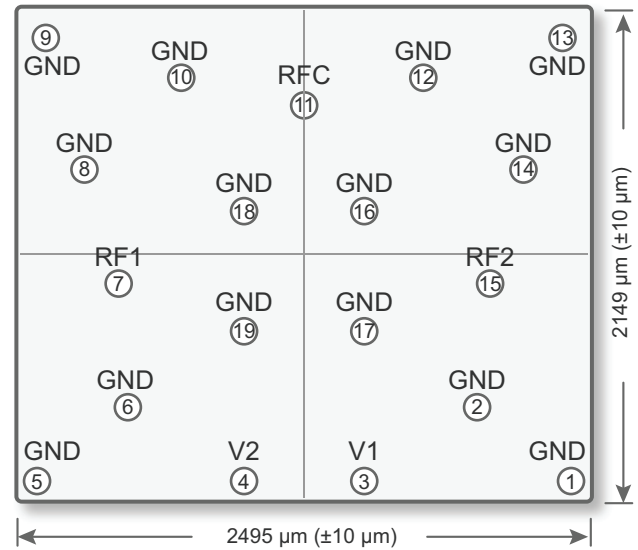 9
GND
13
GND
GND
10
GND
12
RFC
11
GND
8
GND
14
GND
18
GND
16
RF1
7
RF2
15
GND
19
GND
17
GND
6
GND
2
GND
5
V2
4
V1
3
GND
1
2149 µm (±10 µm)
2495 µm (±10 µm)